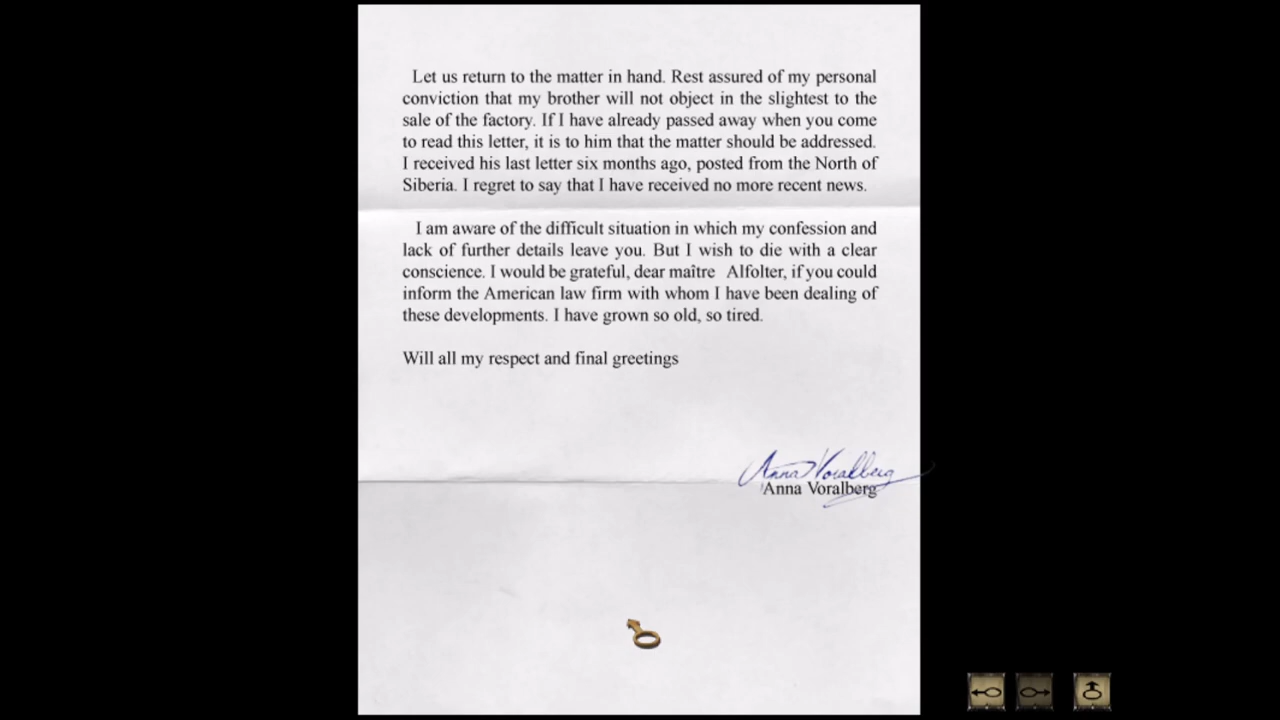 Let us return to the matter in hand. Rest assured of my personal
conviction that my brother will not object in the slightest to the
sale of the factory. If I have already passed away when you come
to read this letter, it is to him that the matter should be addressed.
I received his last letter six months ago, posted from the North of
Siberia. I regret to say that I have received no more recent news.
I am aware of the difficult situation in which my confession and
lack of further details leave you. But I wish to die with a clear
conscience. I would be grateful, dear maître Alfolter, if you could
inform the American law firm with whom I have been dealing of
these developments. I have grown so old, so tired.
Will all my respect and final greetings
Anna Voralberg
Anna Voralberg